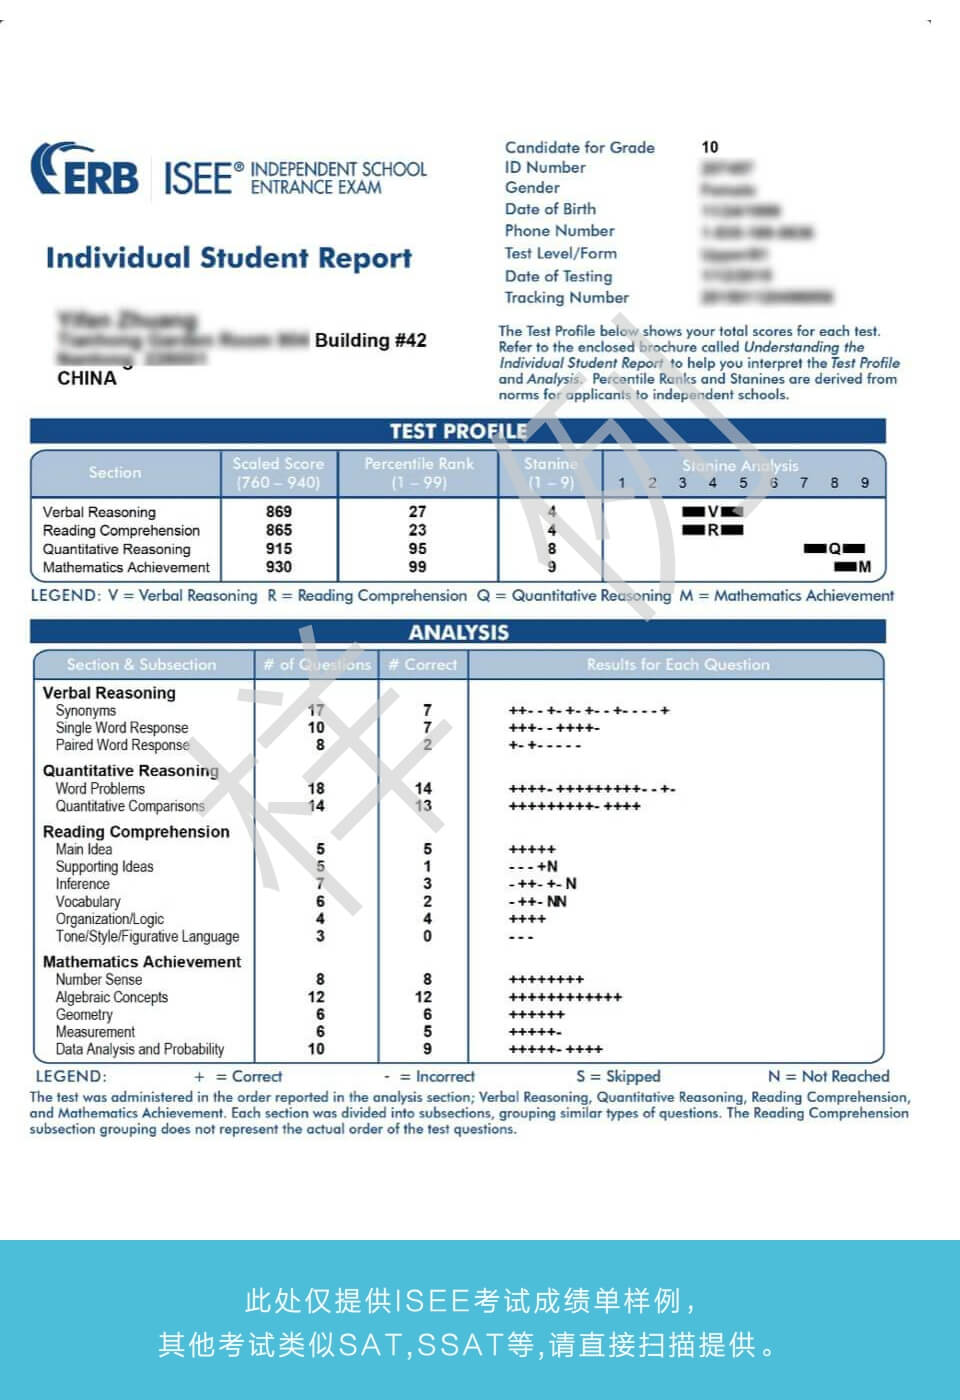 ERB ISEE® INDEPENDENT SCHOOL
ENTRANCE EXAM
Individual Student Report
Building #42
CHINA
Candidate for Grade 10
ID Number
Gender
Date of Birth
Phone Number
Test Level/Form
Date of Testing
Tracking Number
The Test Profile below shows your total scores for each test.
Refer to the enclosed brochure called Understanding the
Individual Student Report to help you interpret the Test Profile
and Analysis. Percentile Ranks and Stanines are derived from
norms for applicants to independent schools.
TEST PROFILE
Section Scaled Score (760 – 940) Percentile Rank (1 – 99) Stanine (1 – 9) Stanine Analysis
1 2 3 4 5 6 7 8 9
Verbal Reasoning 869 27 4 V
Reading Comprehension 865 23 4 R
Quantitative Reasoning 915 95 8 Q
Mathematics Achievement 930 99 9 M
LEGEND: V = Verbal Reasoning R = Reading Comprehension Q = Quantitative Reasoning M = Mathematics Achievement
ANALYSIS
Section & Subsection # of Questions # Correct Results for Each Question
Verbal Reasoning
Synonyms 17 7 ++--+-+-+--+----+
Single Word Response 10 7 +++--++++-
Paired Word Response 8 2 +-+-----
Quantitative Reasoning
Word Problems 18 14 ++++-+++++++++--+-
Quantitative Comparisons 14 13 +++++++++-++++
Reading Comprehension
Main Idea 5 5 +++++
Supporting Ideas 5 1 ---+N
Inference 7 3 -++-+-N
Vocabulary 6 2 -++-NN
Organization/Logic 4 4 ++++
Tone/Style/Figurative Language 3 0 ---
Mathematics Achievement
Number Sense 8 8 ++++++++
Algebraic Concepts 12 12 ++++++++++++
Geometry 6 6 ++++++
Measurement 6 5 +++++-
Data Analysis and Probability 10 9 +++++-++++
LEGEND: + = Correct - = Incorrect S = Skipped N = Not Reached
The test was administered in the order reported in the analysis section; Verbal Reasoning, Quantitative Reasoning, Reading Comprehension,
and Mathematics Achievement. Each section was divided into subsections, grouping similar types of questions. The Reading Comprehension
subsection grouping does not represent the actual order of the test questions.
样例
此处仅提供ISEE考试成绩单样例，
其他考试类似SAT,SSAT等,请直接扫描提供。